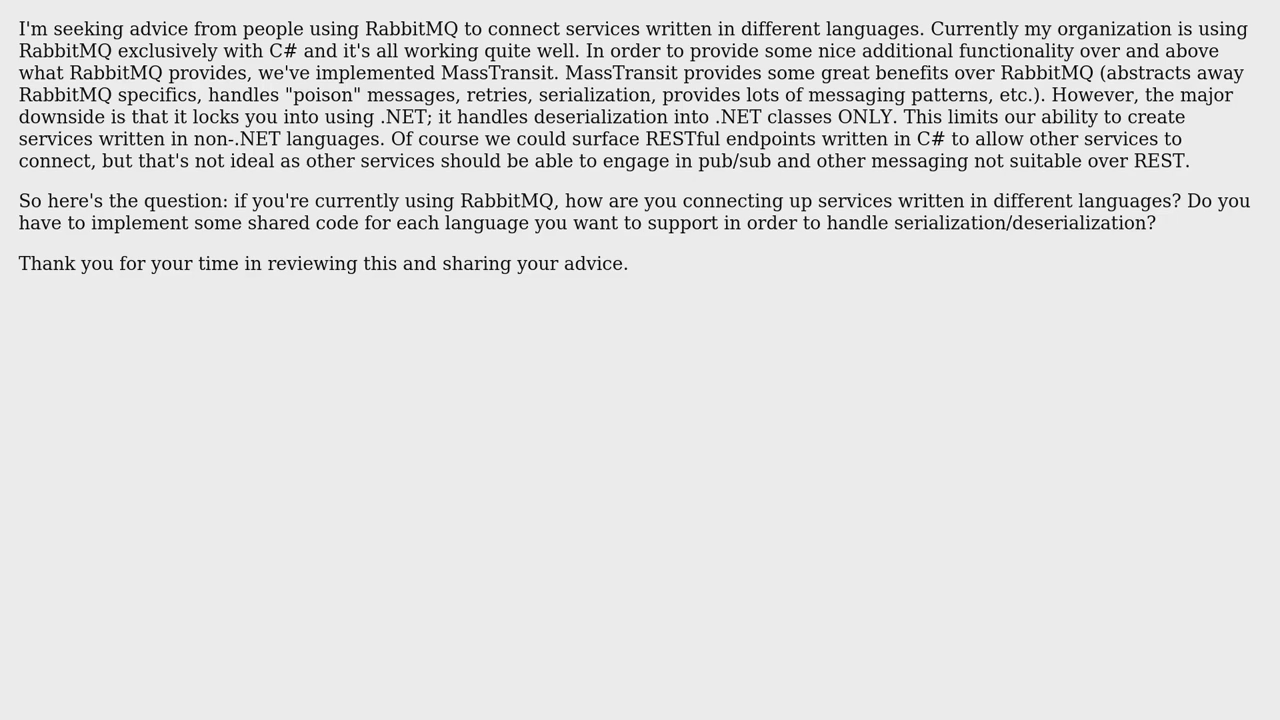 I'm seeking advice from people using RabbitMQ to connect services written in different languages. Currently my organization is using
RabbitMQ exclusively with C# and it's all working quite well. In order to provide some nice additional functionality over and above
what RabbitMQ provides, we've implemented MassTransit. MassTransit provides some great benefits over RabbitMQ (abstracts away
RabbitMQ specifics, handles "poison" messages, retries, serialization, provides lots of messaging patterns, etc.). However, the major
downside is that it locks you into using .NET; it handles deserialization into .NET classes ONLY. This limits our ability to create
services written in non-.NET languages. Of course we could surface RESTful endpoints written in C# to allow other services to
connect, but that's not ideal as other services should be able to engage in pub/sub and other messaging not suitable over REST.
So here's the question: if you're currently using RabbitMQ, how are you connecting up services written in different languages? Do you
have to implement some shared code for each language you want to support in order to handle serialization/deserialization?
Thank you for your time in reviewing this and sharing your advice.